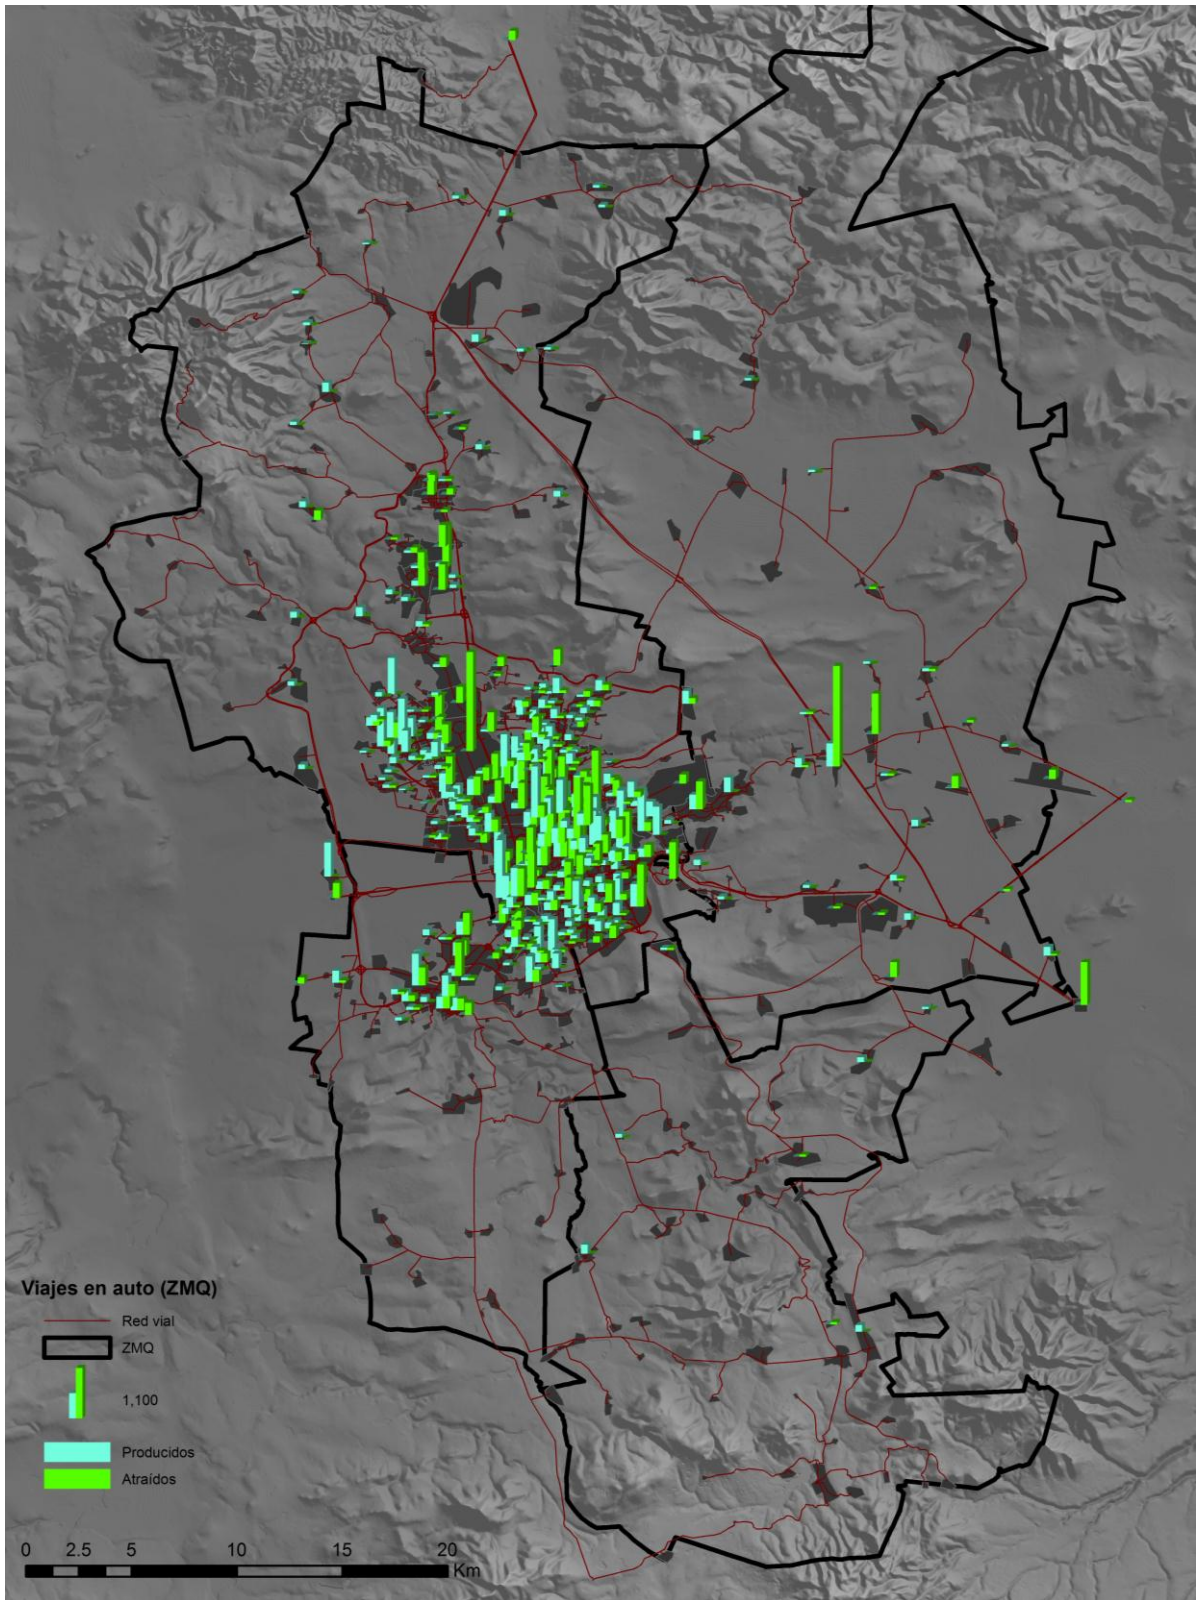 Viajes en auto (ZMQ)
Red vial
ZMQ
1,100
Producidos
Atraídos
0 2.5 5 10 15 20
Km